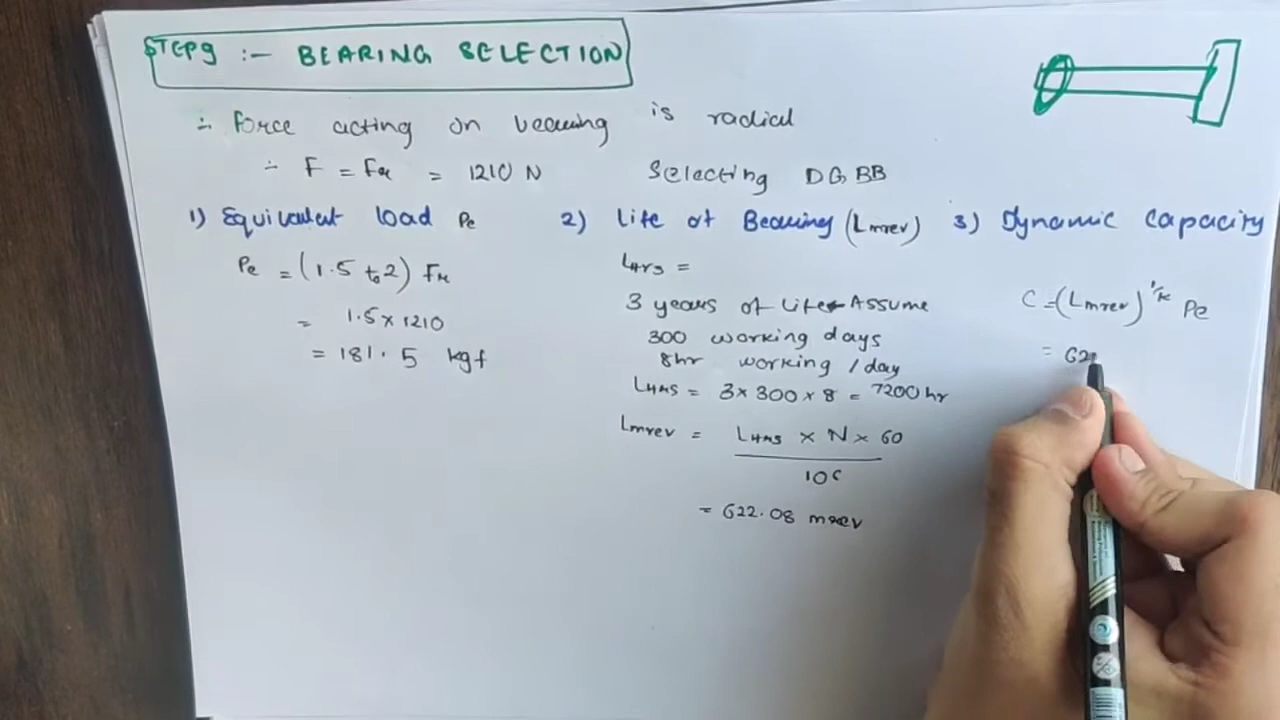 STEP9 :- BEARING SELECTION
∴ Force acting on bearing is radial
∴ F = Fr = 1210 N Selecting DGBB
1) Equivalent load Pe
Pe = (1.5 to 2) Fr
= 1.5 x 1210
= 181.5 kgf
2) Life of Bearing (Lmrev)
LHrs =
3 years of Life Assume
300 working days
8hr working / day
LHrs = 3 x 300 x 8 = 7200 hr
Lmrev = LHrs x N x 60
10⁶
= 622.08 mrev
3) Dynamic Capacity
C = (Lmrev)^1/k Pe
= 62